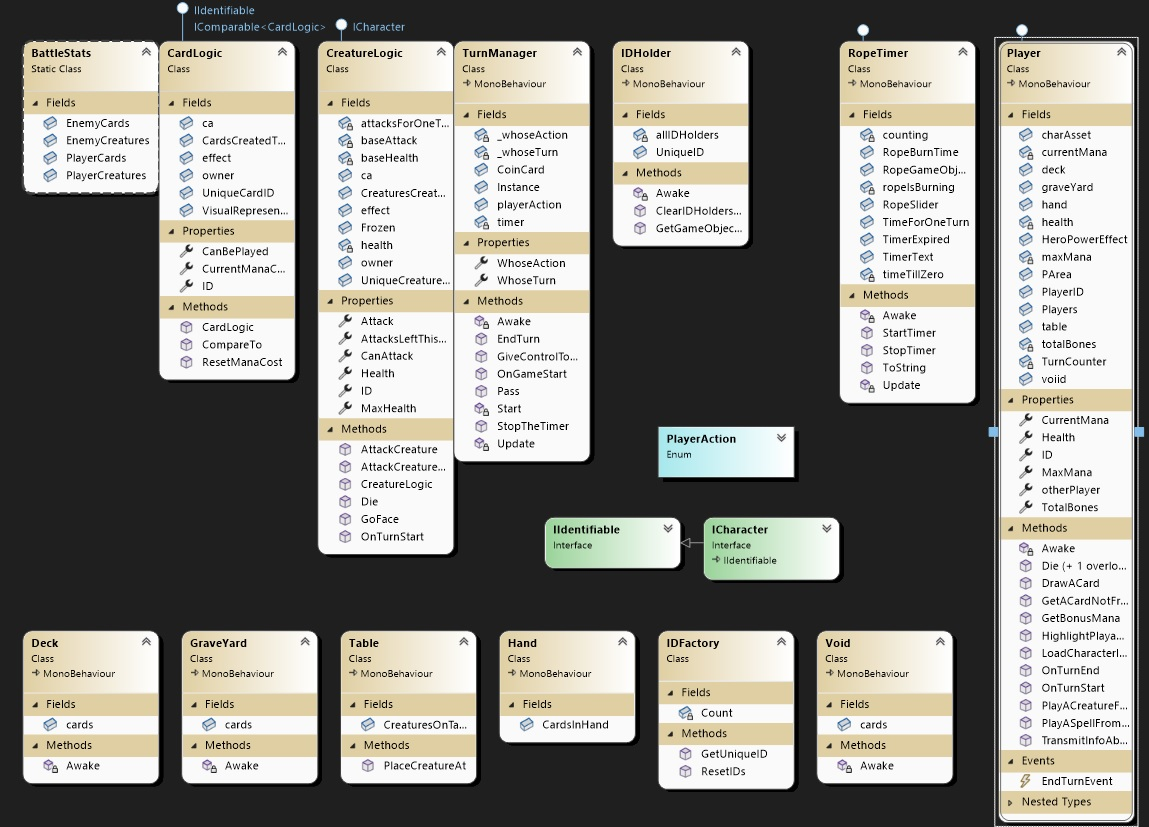 IIdentifiable
IComparable<CardLogic>
ICharacter
BattleStats
Static Class
Fields
EnemyCards
EnemyCreatures
PlayerCards
PlayerCreatures
CardLogic
Class
Fields
ca
CardsCreatedT...
effect
owner
UniqueCardID
VisualRepresen...
Properties
CanBePlayed
CurrentManaC...
ID
Methods
CardLogic
CompareTo
ResetManaCost
CreatureLogic
Class
Fields
attacksForOneT...
baseAttack
baseHealth
ca
CreaturesCreat...
effect
Frozen
health
owner
UniqueCreature...
Properties
Attack
AttacksLeftThis...
CanAttack
Health
ID
MaxHealth
Methods
AttackCreature
AttackCreature...
CreatureLogic
Die
GoFace
OnTurnStart
TurnManager
Class
MonoBehaviour
Fields
_whoseAction
_whoseTurn
CoinCard
Instance
playerAction
timer
Properties
WhoseAction
WhoseTurn
Methods
Awake
EndTurn
GiveControlTo...
OnGameStart
Pass
Start
StopTheTimer
Update
IDHolder
Class
MonoBehaviour
Fields
allIDHolders
UniqueID
Methods
Awake
ClearIDHolders...
GetGameObjec...
RopeTimer
Class
MonoBehaviour
Fields
counting
RopeBurnTime
RopeGameObj...
ropeIsBurning
RopeSlider
TimeForOneTurn
TimerExpired
TimerText
timeTillZero
Methods
Awake
StartTimer
StopTimer
ToString
Update
Player
Class
MonoBehaviour
Fields
charAsset
currentMana
deck
graveYard
hand
health
HeroPowerEffect
maxMana
PArea
PlayerID
Players
table
totalBones
TurnCounter
voiid
Properties
CurrentMana
Health
ID
MaxMana
otherPlayer
TotalBones
Methods
Awake
Die (+ 1 overlo...
DrawACard
GetACardNotFr...
GetBonusMana
HighlightPlaya...
LoadCharacterI...
OnTurnEnd
OnTurnStart
PlayACreatureF...
PlayASpellFrom...
TransmitInfoAb...
Events
EndTurnEvent
Nested Types
PlayerAction
Enum
IIdentifiable
Interface
ICharacter
Interface
IIdentifiable
Deck
Class
MonoBehaviour
Fields
cards
Methods
Awake
GraveYard
Class
MonoBehaviour
Fields
cards
Methods
Awake
Table
Class
MonoBehaviour
Fields
CreaturesOnTa...
Methods
PlaceCreatureAt
Hand
Class
MonoBehaviour
Fields
CardsInHand
IDFactory
Class
Fields
Count
Methods
GetUniqueID
ResetIDs
Void
Class
MonoBehaviour
Fields
cards
Methods
Awake